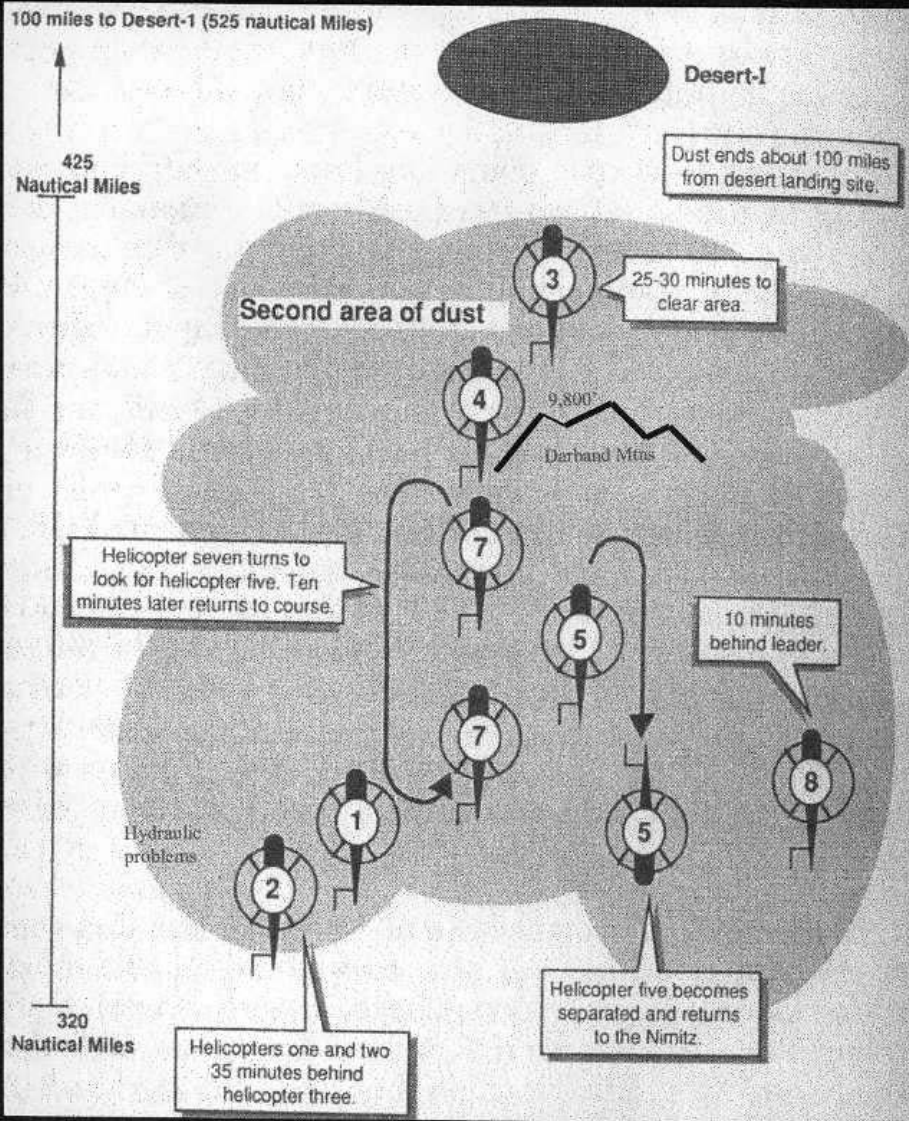 100 miles to Desert-1 (525 nautical Miles)
Desert-I
Dust ends about 100 miles
from desert landing site.
425
Nautical Miles
3
25-30 minutes to
clear area.
Second area of dust
4
9,800'
Darband Mtns
7
Helicopter seven turns to
look for helicopter five. Ten
minutes later returns to course.
5
10 minutes
behind leader.
7
8
1
5
Hydraulic
problems
2
Helicopter five becomes
separated and returns
to the Nimitz.
320
Nautical Miles
Helicopters one and two
35 minutes behind
helicopter three.